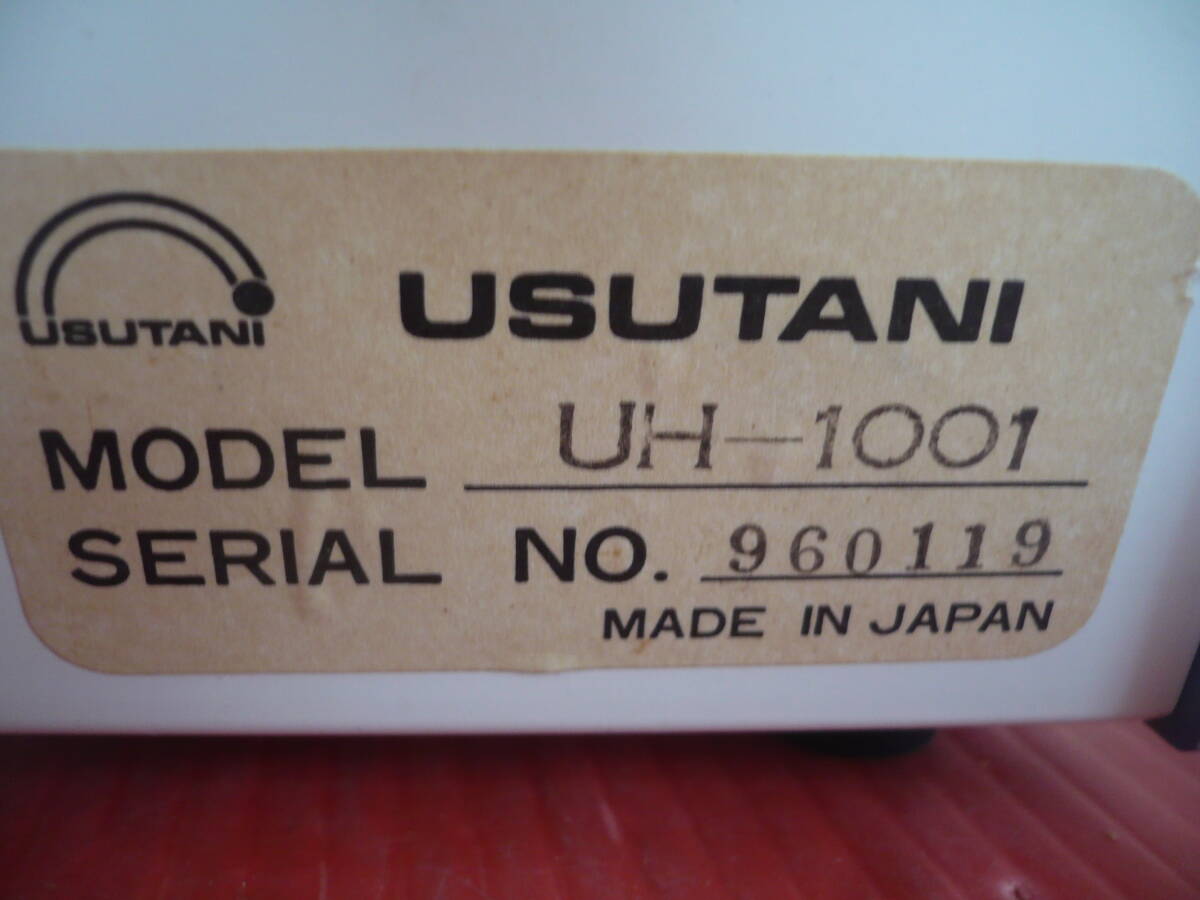 USUTANI
USUTANI
MODEL UH-1001
SERIAL NO. 960119
MADE IN JAPAN